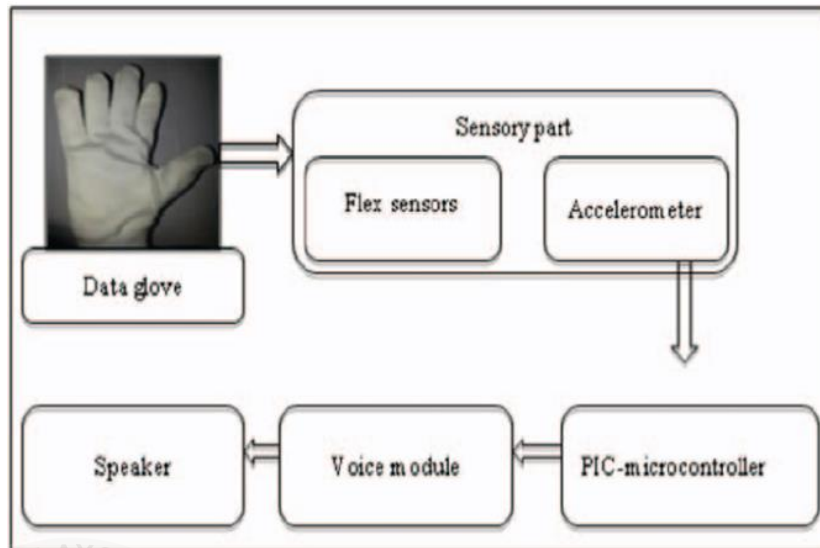 Sensory part
Flex sensors
Accelerometer
Data glove
Speaker
Voice module
PIC-microcontroller